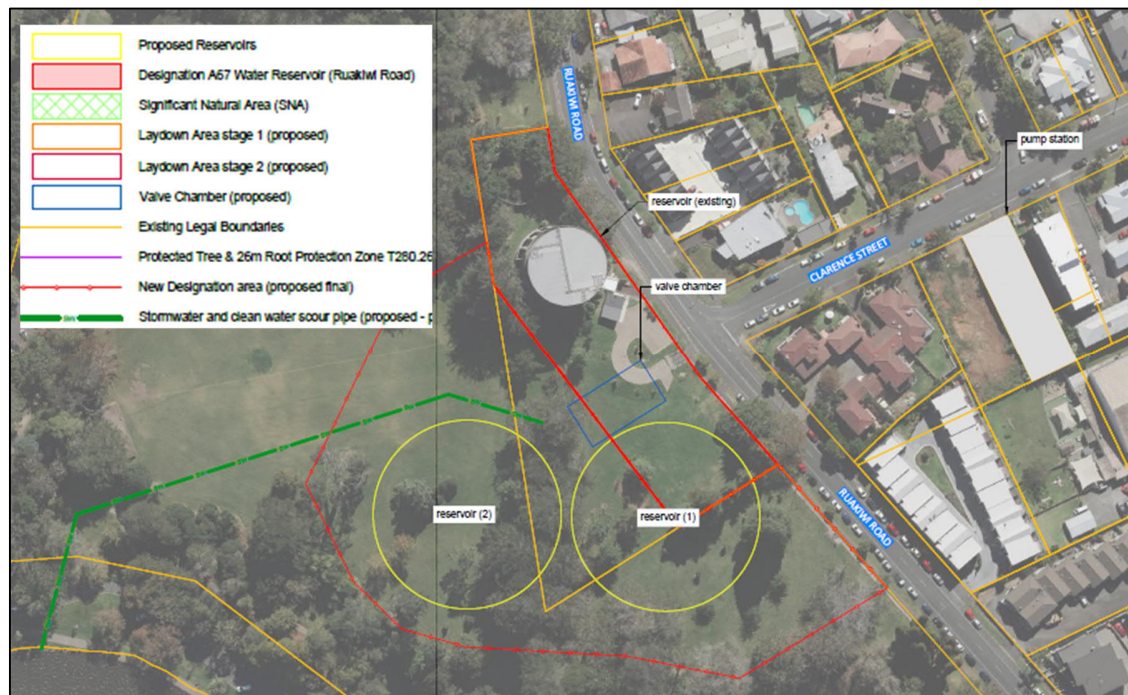 Proposed Reservoirs
Designation A67 Water Reservoir (Ruakiwi Road)
Significant Natural Area (SNA)
Laydown Area stage 1 (proposed)
Laydown Area stage 2 (proposed)
Valve Chamber (proposed)
Existing Legal Boundaries
Protected Tree & 26m Root Protection Zone T280.26
New Designation area (proposed final)
Stormwater and clean water scour pipe (proposed - p
RUAKIWI ROAD
pump station
reservoir (existing)
CLARENCE STREET
valve chamber
reservoir (2)
reservoir (1)
RUAKIWI ROAD